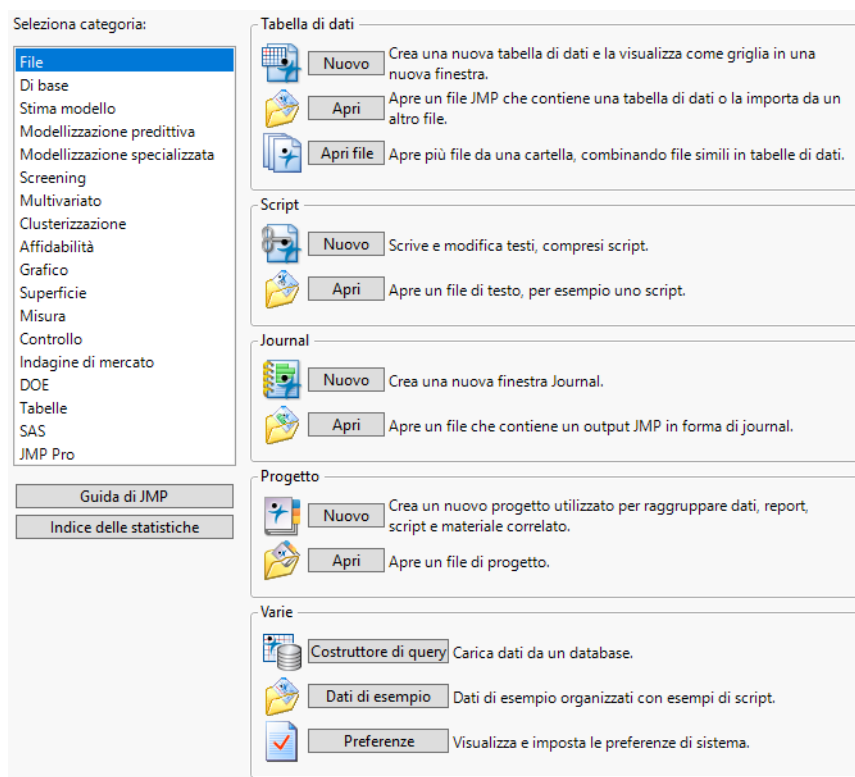 Seleziona categoria:
File
Di base
Stima modello
Modellizzazione predittiva
Modellizzazione specializzata
Screening
Multivariato
Clusterizzazione
Affidabilità
Grafico
Superficie
Misura
Controllo
Indagine di mercato
DOE
Tabelle
SAS
JMP Pro
Guida di JMP
Indice delle statistiche
Tabella di dati
Nuovo
Crea una nuova tabella di dati e la visualizza come griglia in una
nuova finestra.
Apri
Apre un file JMP che contiene una tabella di dati o la importa da un
altro file.
Apri file
Apre più file da una cartella, combinando file simili in tabelle di dati.
Script
Nuovo
Scrive e modifica testi, compresi script.
Apri
Apre un file di testo, per esempio uno script.
Journal
Nuovo
Crea una nuova finestra Journal.
Apri
Apre un file che contiene un output JMP in forma di journal.
Progetto
Nuovo
Crea un nuovo progetto utilizzato per raggruppare dati, report,
script e materiale correlato.
Apri
Apre un file di progetto.
Varie
Costruttore di query
Carica dati da un database.
Dati di esempio
Dati di esempio organizzati con esempi di script.
Preferenze
Visualizza e imposta le preferenze di sistema.